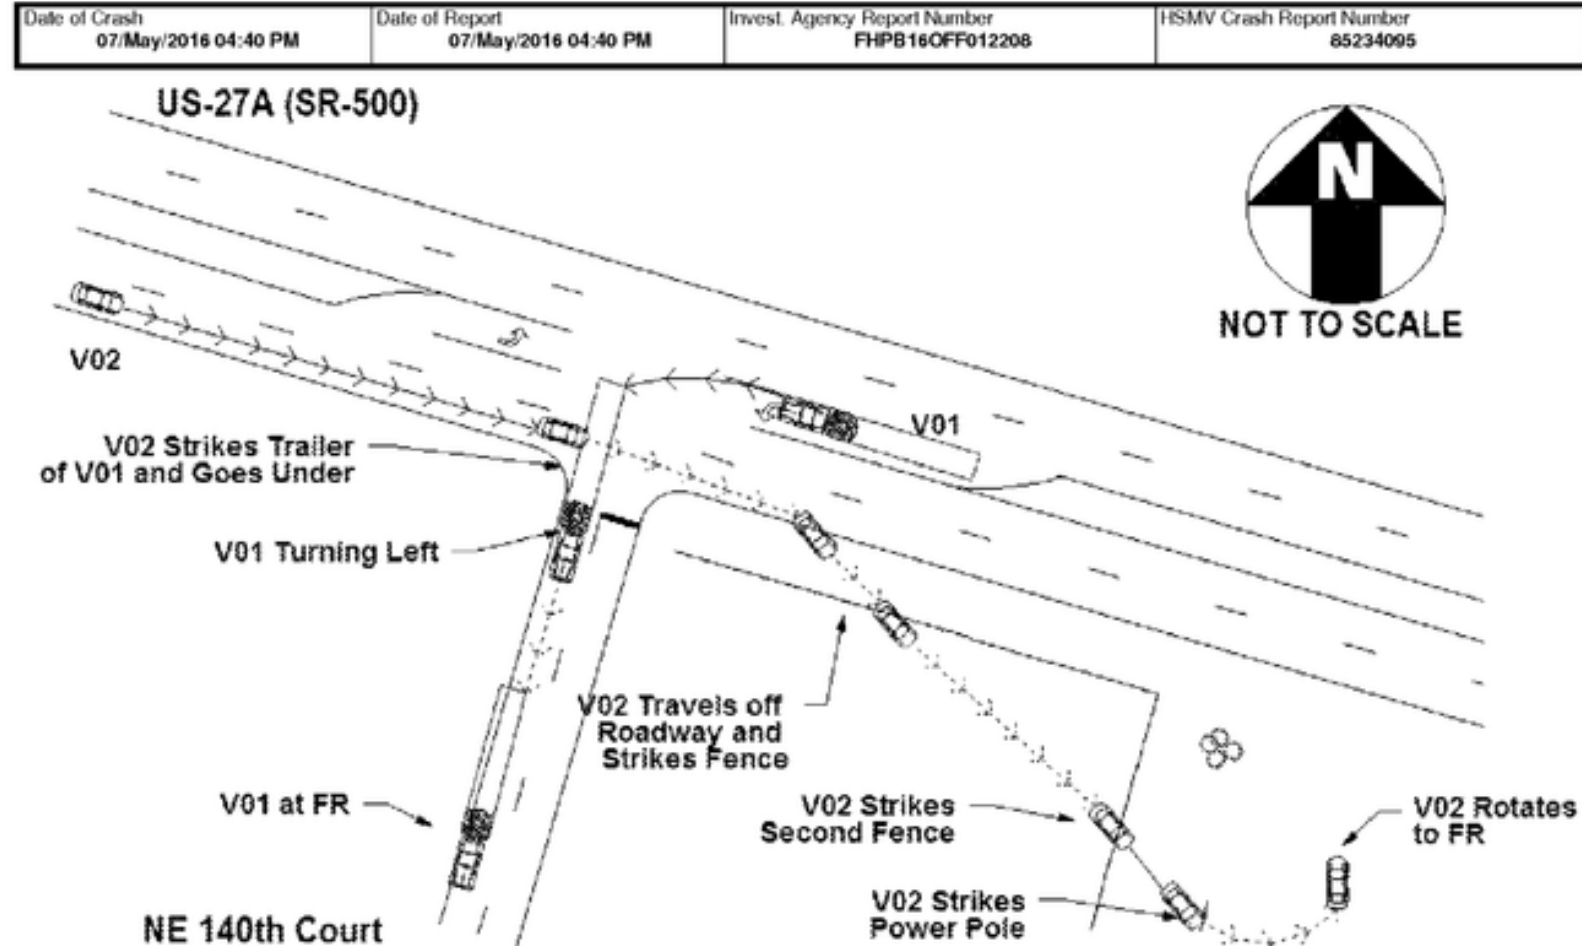 Date of Crash
07/May/2016 04:40 PM
Date of Report
07/May/2016 04:40 PM
Invest. Agency Report Number
FHPB16OFF012208
HSMV Crash Report Number
85234095
US-27A (SR-500)
N
NOT TO SCALE
V02
V01
V02 Strikes Trailer
of V01 and Goes Under
V01 Turning Left
V02 Travels off
Roadway and
Strikes Fence
V01 at FR
V02 Strikes
Second Fence
V02 Rotates
to FR
V02 Strikes
Power Pole
NE 140th Court